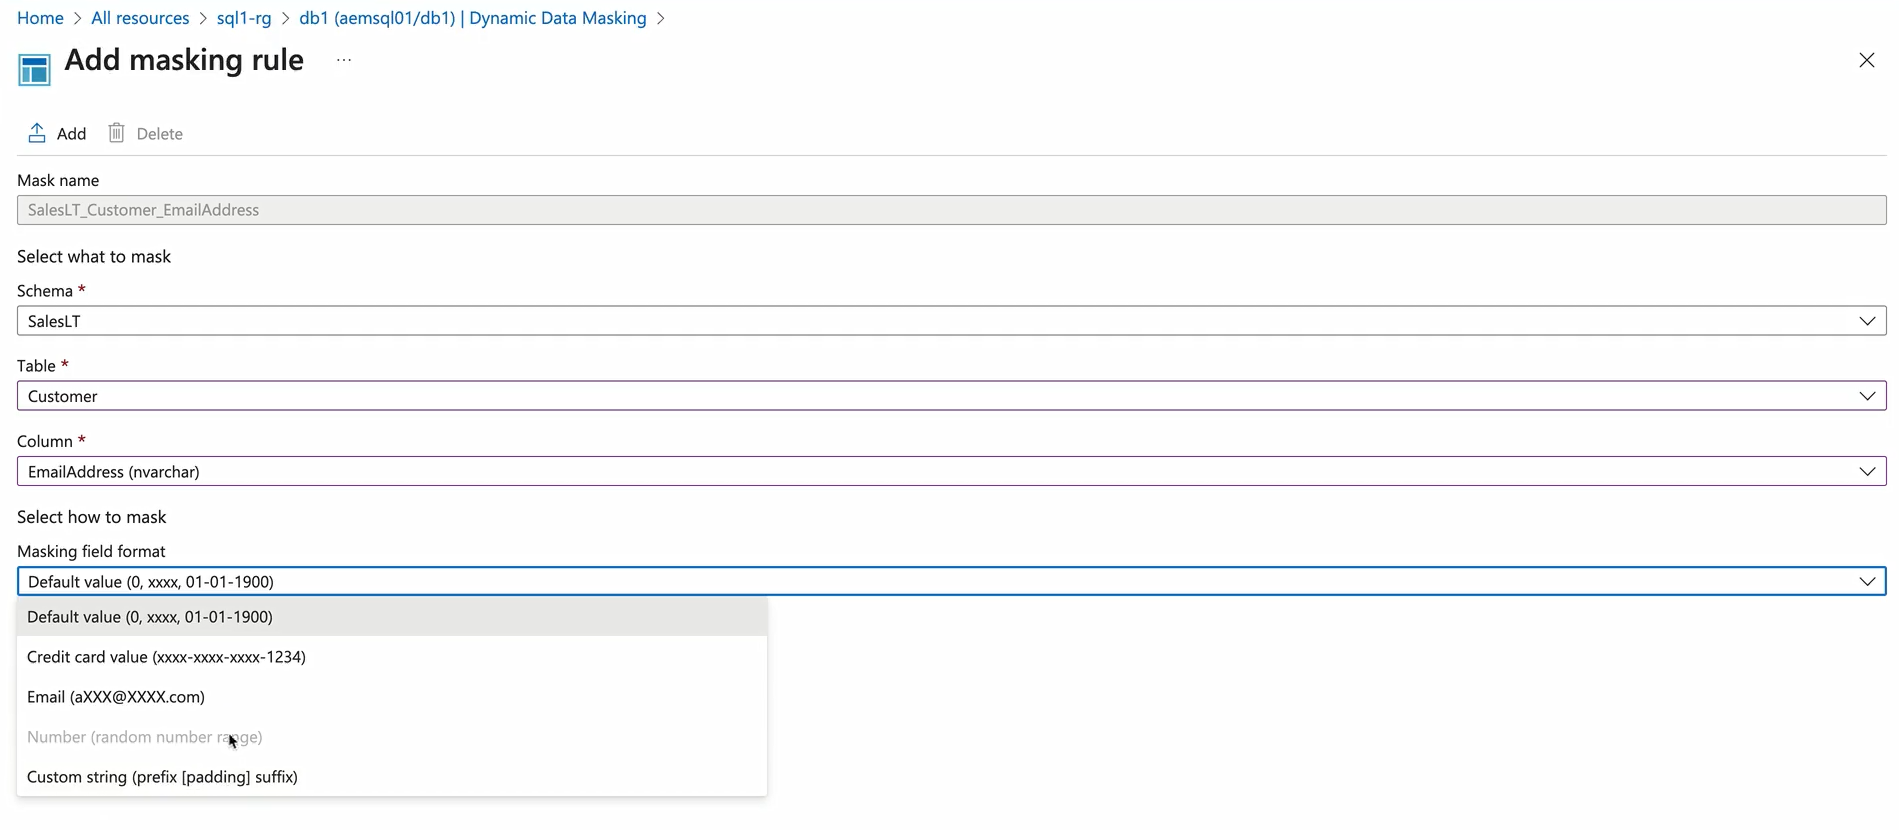 Home > All resources > sql1-rg > db1 (aemsql01/db1) | Dynamic Data Masking >
Add masking rule ...
Add Delete
Mask name
SalesLT_Customer_EmailAddress
Select what to mask
Schema *
SalesLT
Table *
Customer
Column *
EmailAddress (nvarchar)
Select how to mask
Masking field format
Default value (0, xxxx, 01-01-1900)
Default value (0, xxxx, 01-01-1900)
Credit card value (xxxx-xxxx-xxxx-1234)
Email (aXXX@XXXX.com)
Number (random number range)
Custom string (prefix [padding] suffix)